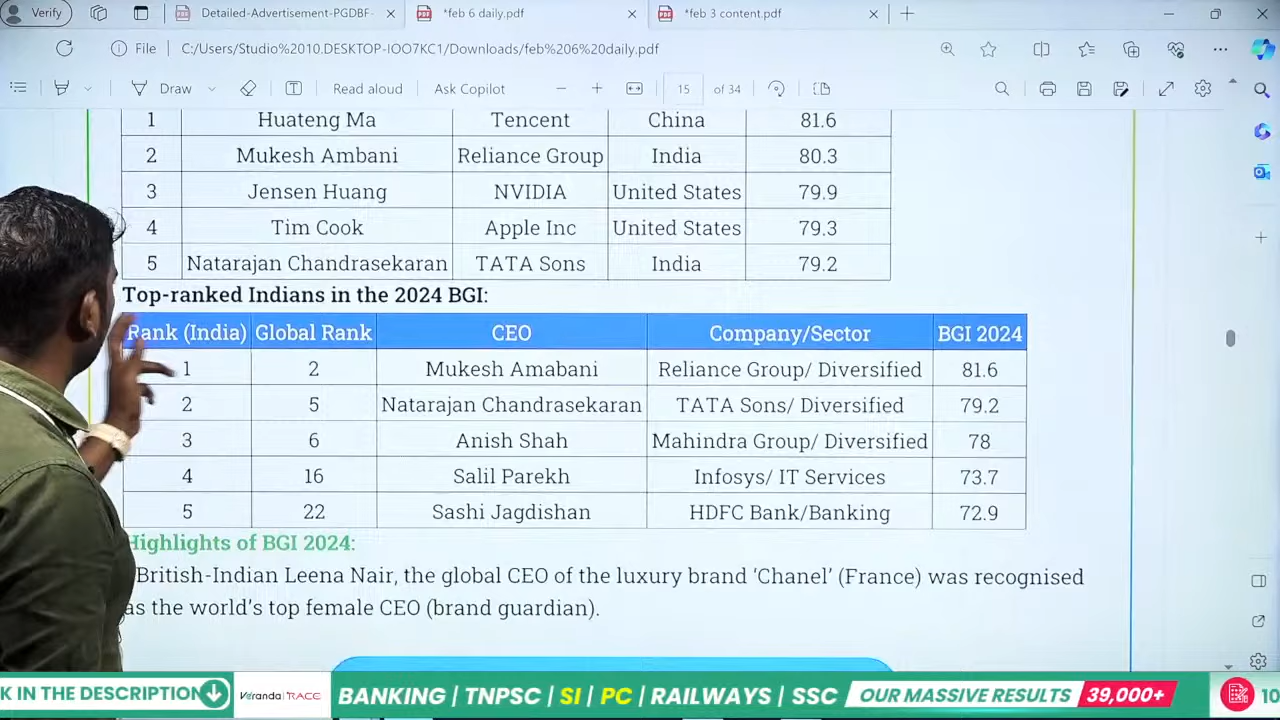 Verify
Detailed-Advertisement-PGDBF-
*feb 6 daily.pdf
*feb 3 content.pdf
File
C:/Users/Studio%2010.DESKTOP-IOO7KC1/Downloads/feb%206%20daily.pdf
Draw
Read aloud
Ask Copilot
15 of 34
1 Huateng Ma Tencent China 81.6
2 Mukesh Ambani Reliance Group India 80.3
3 Jensen Huang NVIDIA United States 79.9
4 Tim Cook Apple Inc United States 79.3
5 Natarajan Chandrasekaran TATA Sons India 79.2
Top-ranked Indians in the 2024 BGI:
Rank (India) Global Rank CEO Company/Sector BGI 2024
1 2 Mukesh Amabani Reliance Group/ Diversified 81.6
2 5 Natarajan Chandrasekaran TATA Sons/ Diversified 79.2
3 6 Anish Shah Mahindra Group/ Diversified 78
4 16 Salil Parekh Infosys/ IT Services 73.7
5 22 Sashi Jagdishan HDFC Bank/Banking 72.9
Highlights of BGI 2024:
British-Indian Leena Nair, the global CEO of the luxury brand ‘Chanel’ (France) was recognised
as the world’s top female CEO (brand guardian).
K IN THE DESCRIPTION
Veranda RACE
BANKING | TNPSC | SI | PC | RAILWAYS | SSC
OUR MASSIVE RESULTS 39,000+
10